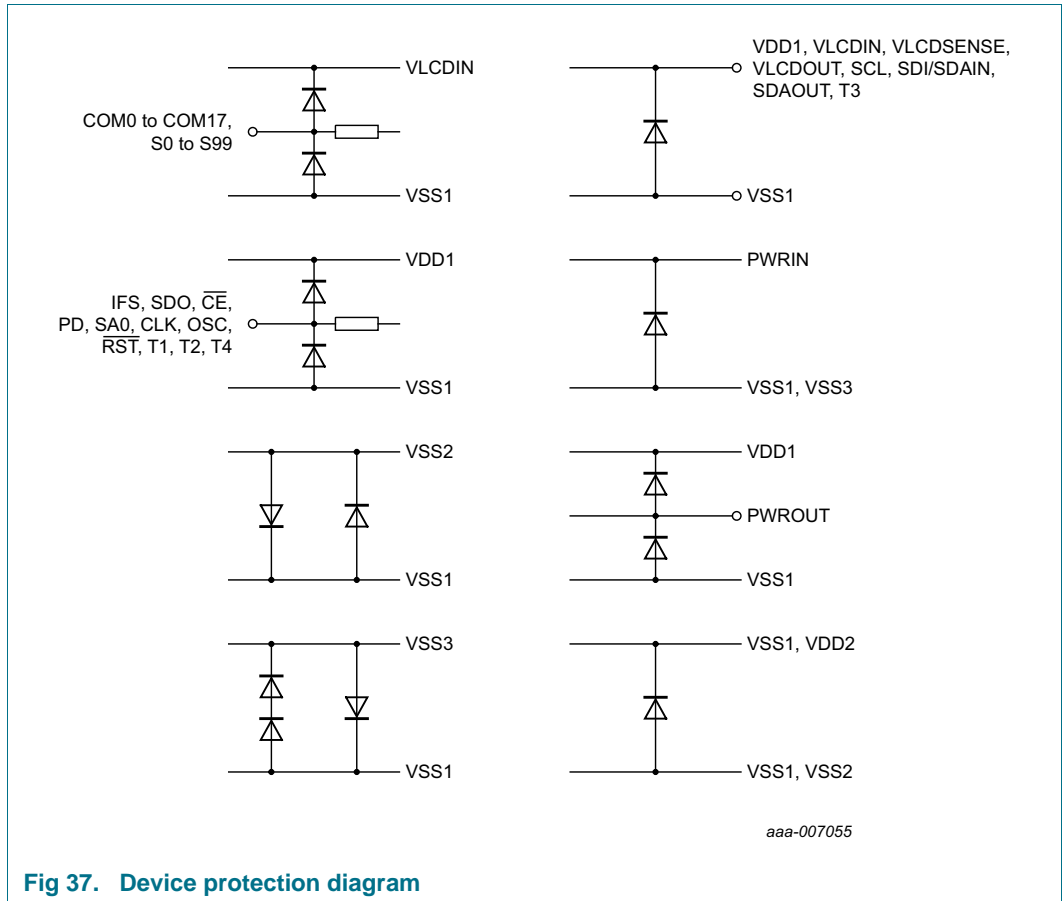 VLCDIN
COM0 to COM17,
S0 to S99
VSS1
VDD1, VLCDIN, VLCDSENSE,
VLCDOUT, SCL, SDI/SDAIN,
SDAOUT, T3
VSS1
VDD1
IFS, SDO, CE,
PD, SA0, CLK, OSC,
RST, T1, T2, T4
VSS1
PWRIN
VSS1, VSS3
VSS2
VSS1
VDD1
PWROUT
VSS1
VSS3
VSS1
VSS1, VDD2
VSS1, VSS2
aaa-007055
Fig 37. Device protection diagram